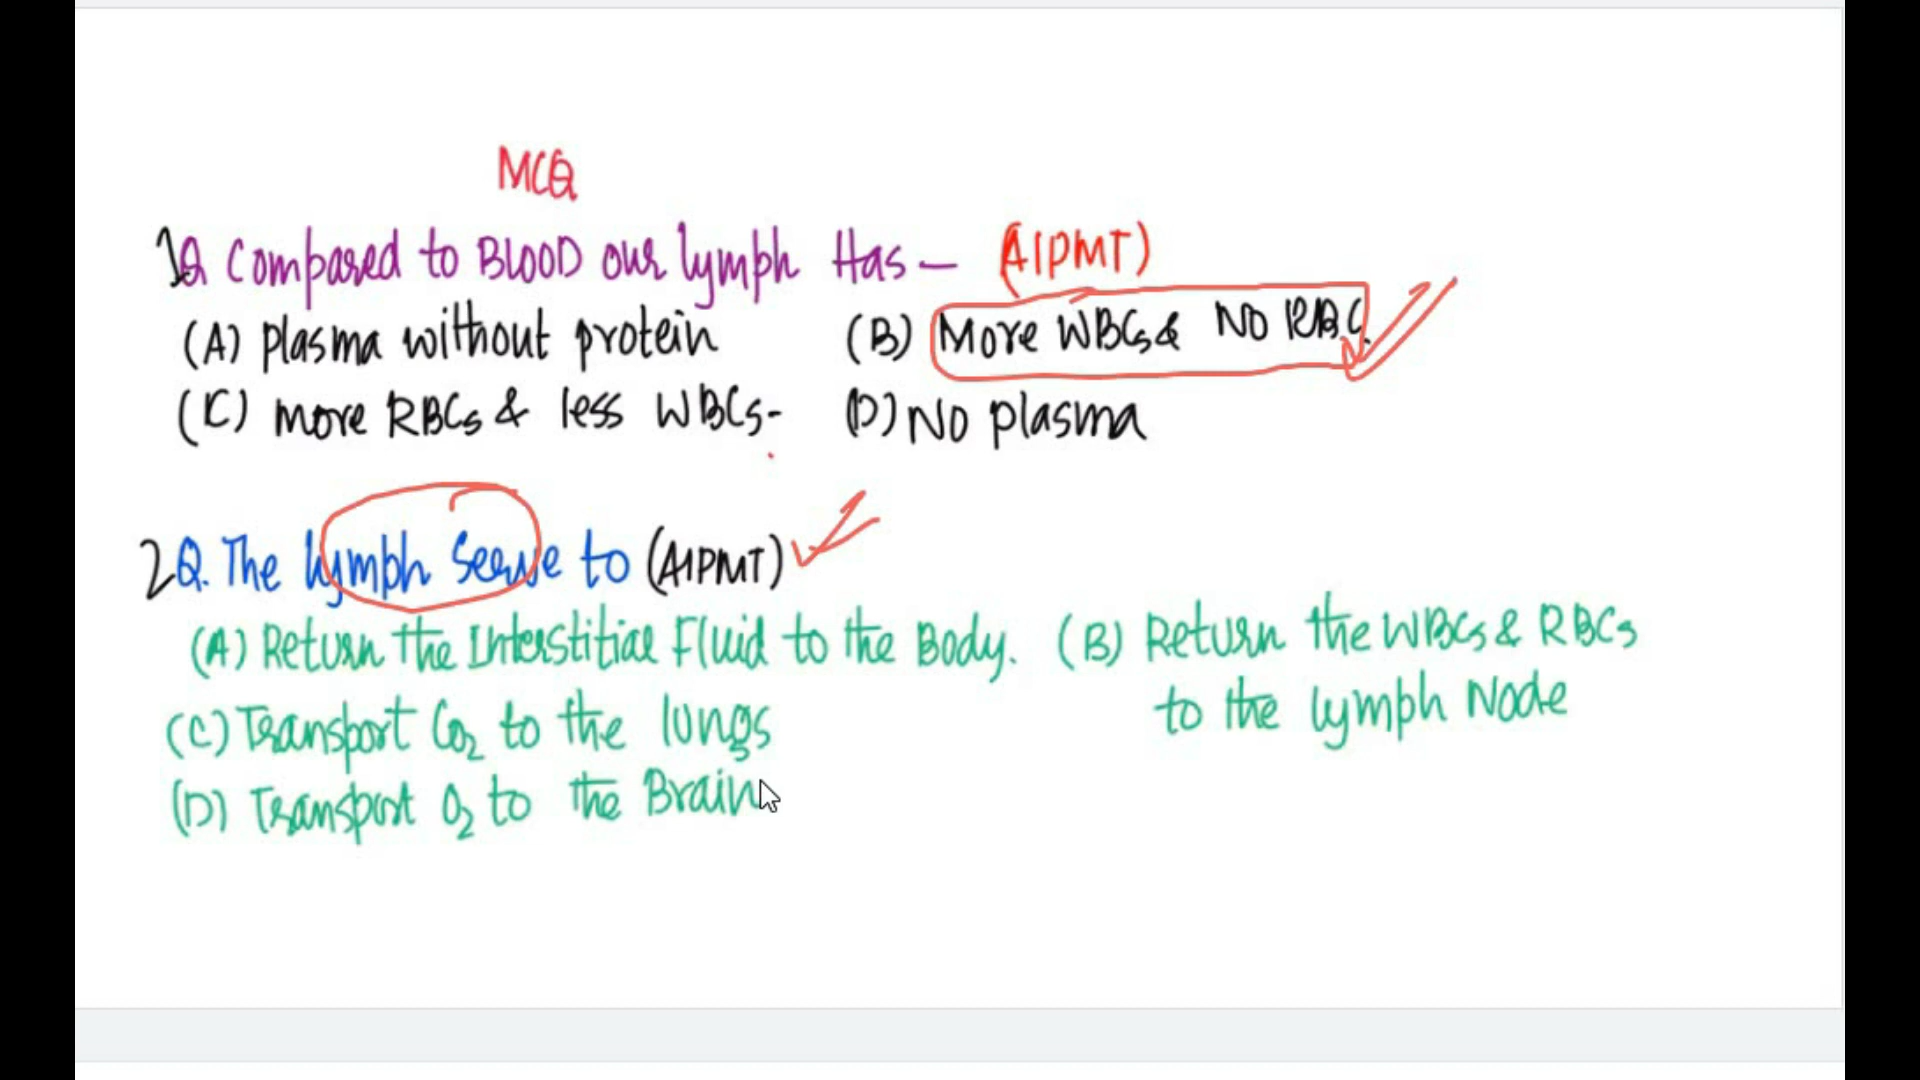 MCQ
1Q Compared to BLOOD our lymph Has — (AIPMT)
(A) Plasma without protein (B) More WBCs & NO RBC.
(C) more RBCs & less WBCs- (D) NO plasma
2Q. The lymph Serve to (AIPMT)
(A) Return the Interstitial Fluid to the Body. (B) Return the WBCs & RBCs
to the lymph Node
(C) Transport CO2 to the lungs
(D) Transport O2 to the Brain